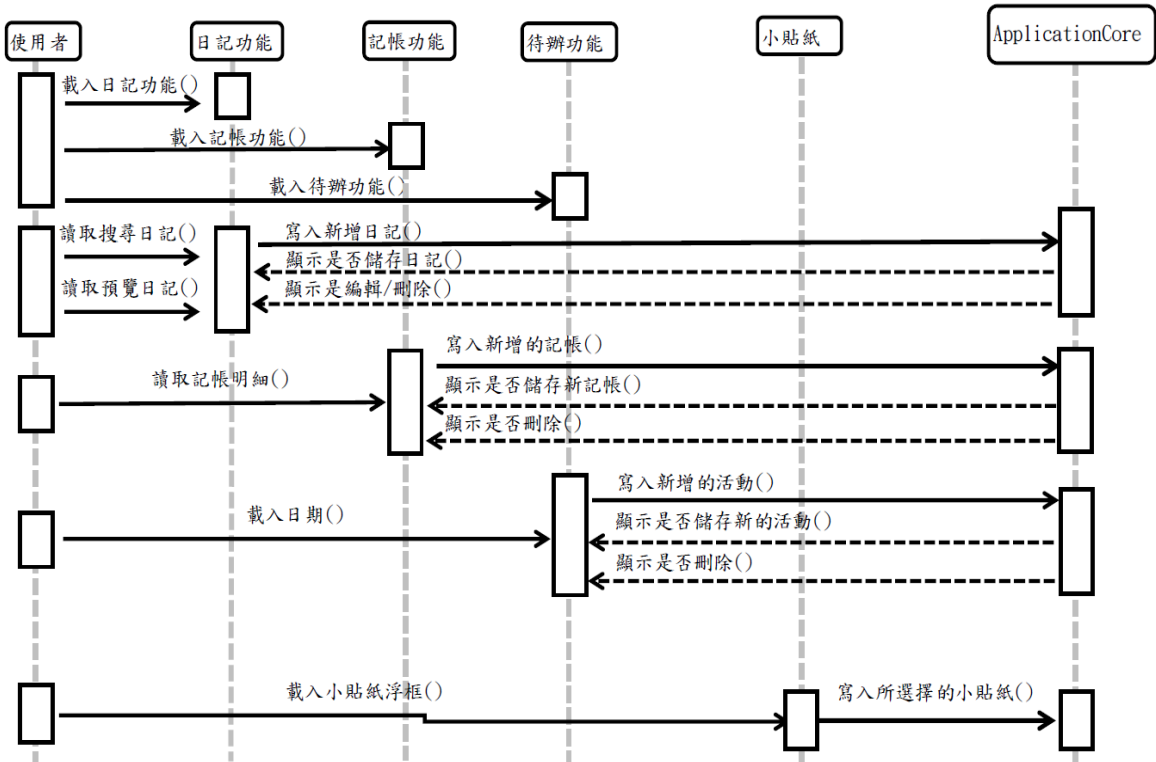 使用者
日記功能
記帳功能
待辦功能
小貼紙
ApplicationCore
載入日記功能()
載入記帳功能()
載入待辦功能()
讀取搜尋日記()
寫入新增日記()
顯示是否儲存日記()
讀取預覽日記()
顯示是編輯/刪除()
寫入新增的記帳()
讀取記帳明細()
顯示是否儲存新記帳()
顯示是否刪除()
寫入新增的活動()
載入日期()
顯示是否儲存新的活動()
顯示是否刪除()
載入小貼紙浮框()
寫入所選擇的小貼紙()